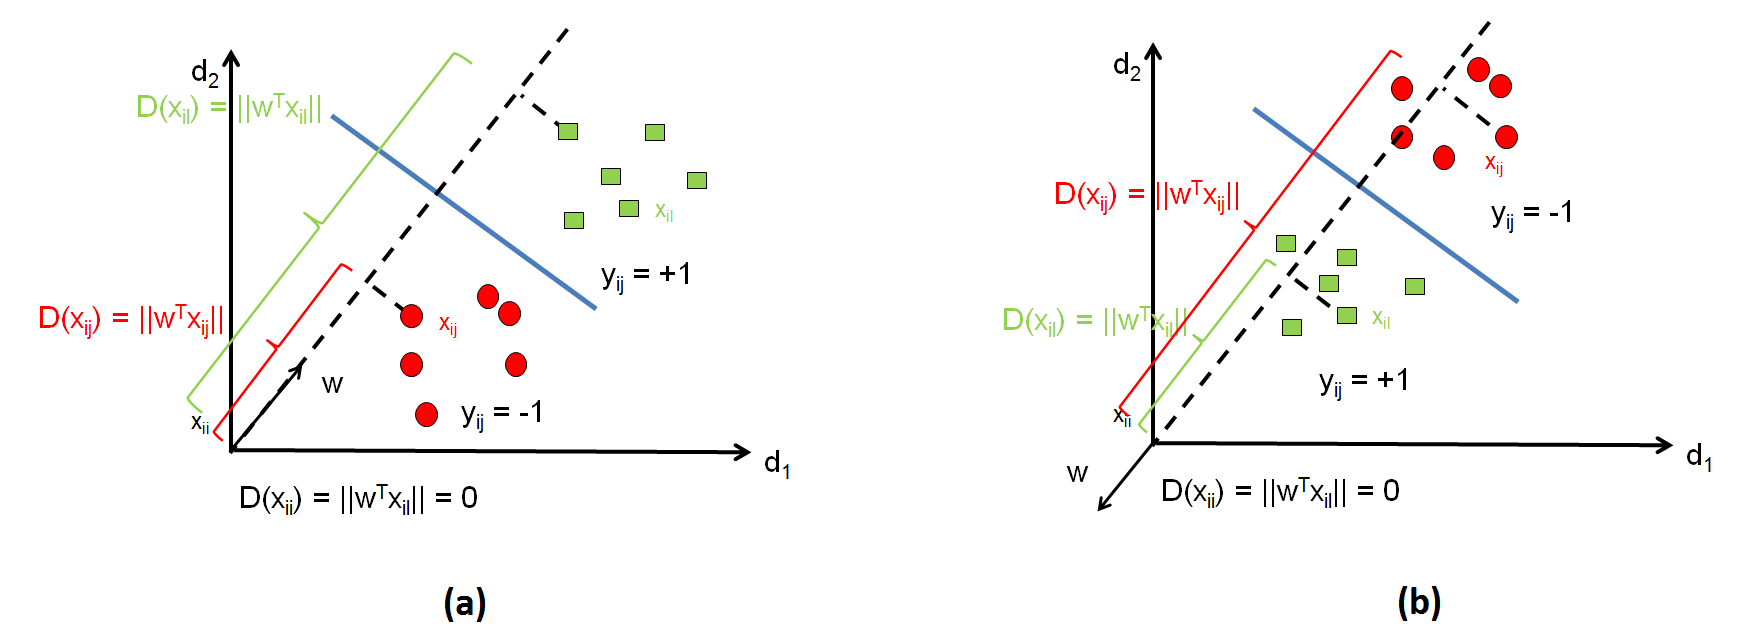 d2
D(xil) = ||wTxil||
xil
yij = +1
D(xij) = ||wTxij||
xij
w
xii
yij = -1
d1
D(xii) = ||wTxil|| = 0
(a)
d2
xij
D(xij) = ||wTxij||
yij = -1
D(xil) = ||wTxil||
xil
yij = +1
xii
w
d1
D(xii) = ||wTxil|| = 0
(b)